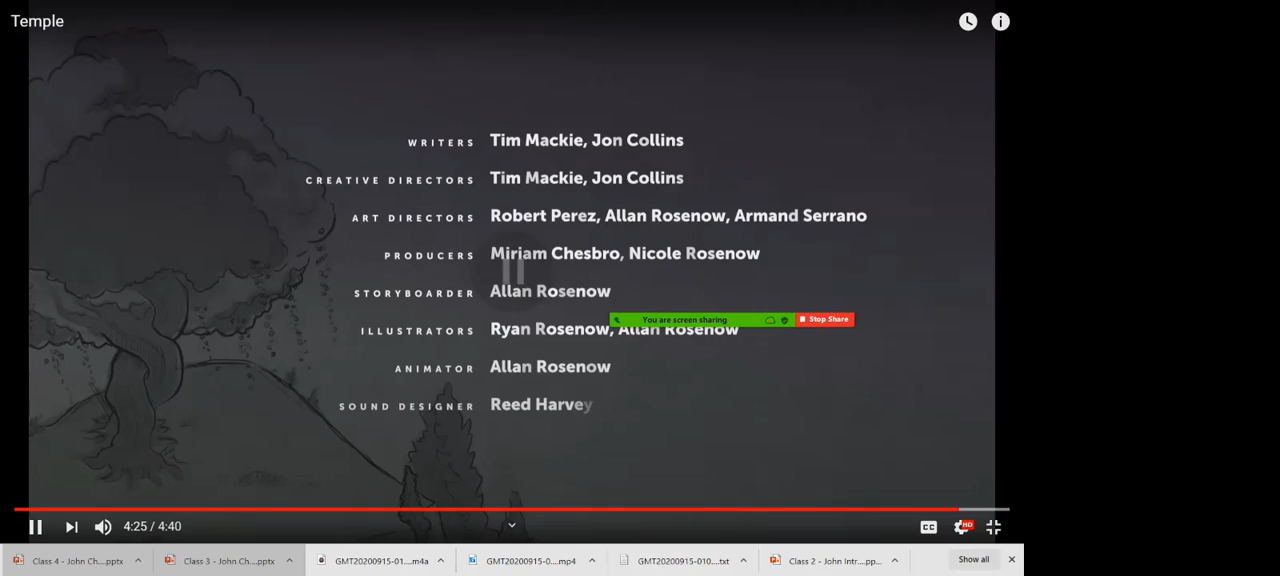 Temple
WRITERS Tim Mackie, Jon Collins
CREATIVE DIRECTORS Tim Mackie, Jon Collins
ART DIRECTORS Robert Perez, Allan Rosenow, Armand Serrano
PRODUCERS Miriam Chesbro, Nicole Rosenow
STORYBOARDER Allan Rosenow
You are screen sharing Stop Share
ILLUSTRATORS Ryan Rosenow, Allan Rosenow
ANIMATOR Allan Rosenow
SOUND DESIGNER Reed Harvey
4:25 / 4:40 CC HD
Class 4 - John Ch....pptx Class 3 - John Ch....pptx GMT20200915-01....m4a GMT20200915-0....mp4 GMT20200915-010....txt Class 2 - John Intr....pp... Show all